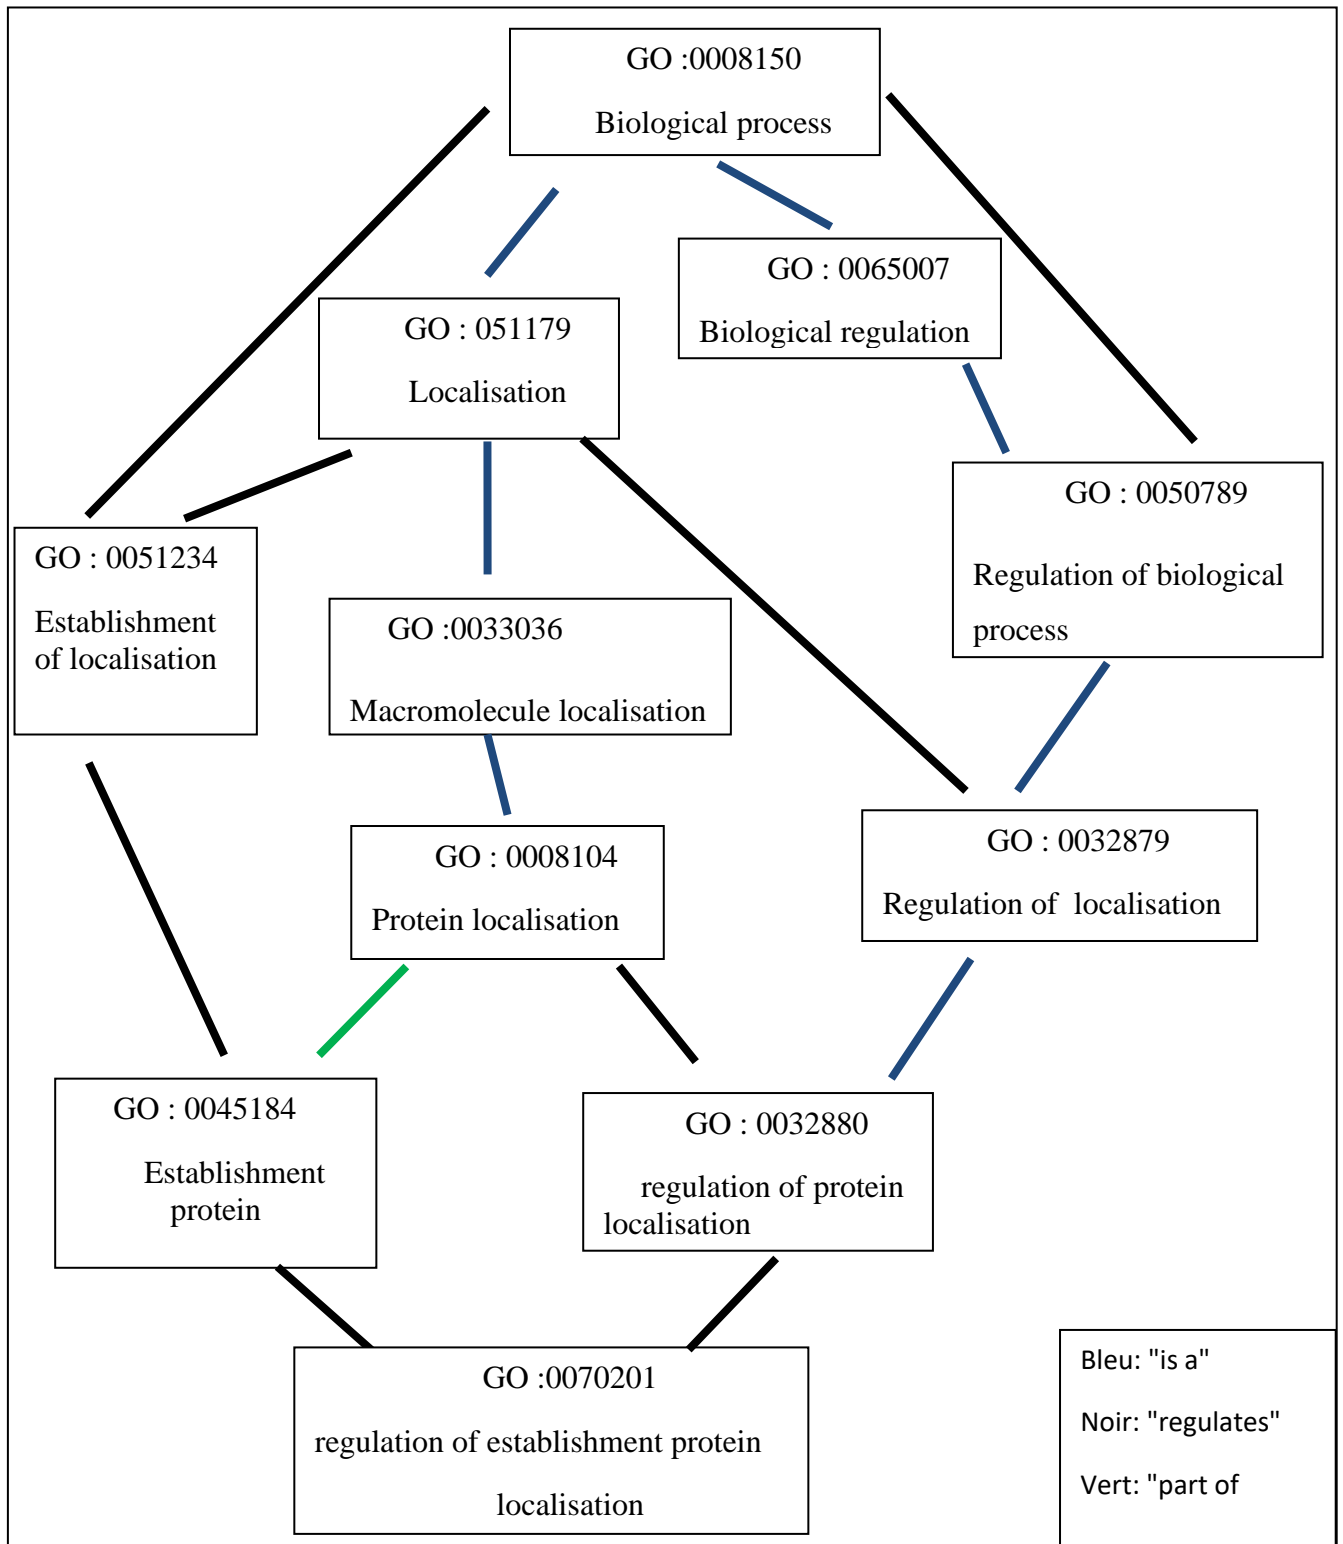 GO :0008150
Biological process
GO : 0065007
Biological regulation
GO : 051179
Localisation
GO : 0050789
Regulation of biological
process
GO : 0051234
Establishment
of localisation
GO :0033036
Macromolecule localisation
GO : 0008104
Protein localisation
GO : 0032879
Regulation of  localisation
GO : 0045184
Establishment
protein
GO : 0032880
regulation of protein
localisation
GO :0070201
regulation of establishment protein
localisation
Bleu: "is a"
Noir: "regulates"
Vert: "part of